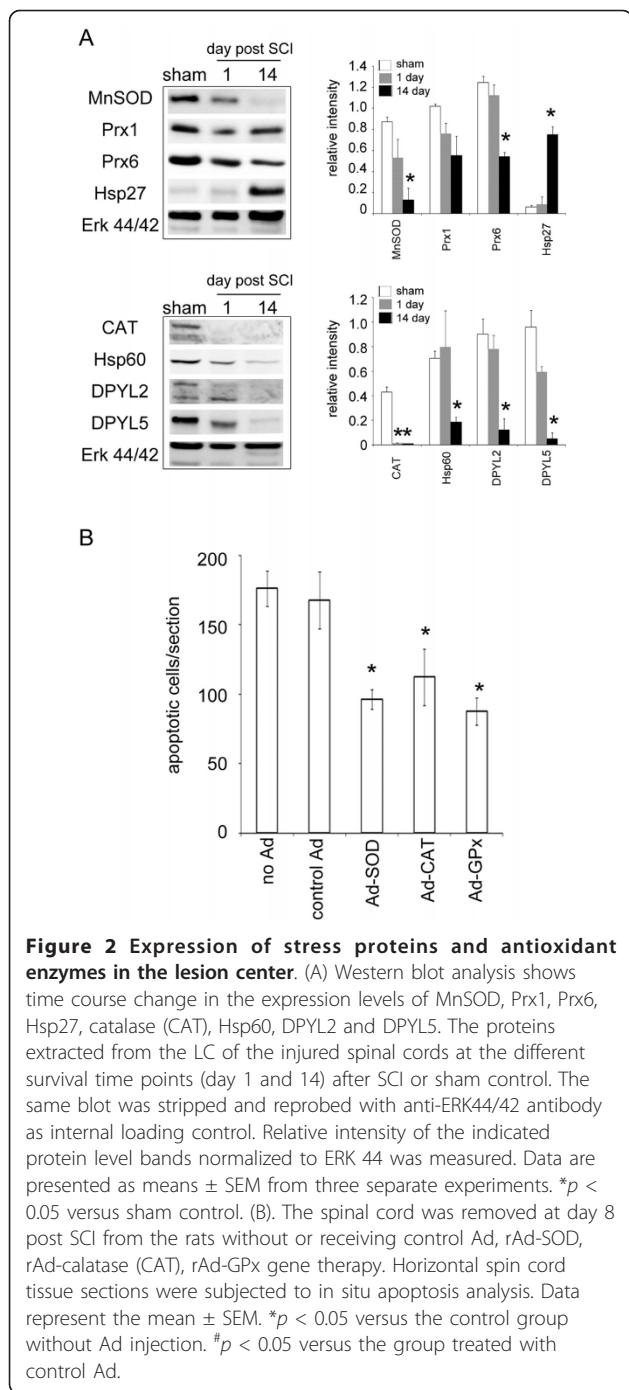 A
day post SCI
sham 1 14
MnSOD
Prx1
Prx6
Hsp27
Erk 44/42
relative intensity
1.4
1.2
1.0
0.8
0.6
0.4
0.2
0
sham
1 day
14 day
*
*
*
MnSOD
Prx1
Prx6
Hsp27
day post SCI
sham 1 14
CAT
Hsp60
DPYL2
DPYL5
Erk 44/42
relative intensity
1.2
1.0
0.8
0.6
0.4
0.2
0
sham
1 day
14 day
**
*
*
*
CAT
Hsp60
DPYL2
DPYL5
B
apoptotic cells/section
200
150
100
50
0
*
*
*
no Ad
control Ad
Ad-SOD
Ad-CAT
Ad-GPx
Figure 2 Expression of stress proteins and antioxidant
enzymes in the lesion center. (A) Western blot analysis shows
time course change in the expression levels of MnSOD, Prx1, Prx6,
Hsp27, catalase (CAT), Hsp60, DPYL2 and DPYL5. The proteins
extracted from the LC of the injured spinal cords at the different
survival time points (day 1 and 14) after SCI or sham control. The
same blot was stripped and reprobed with anti-ERK44/42 antibody
as internal loading control. Relative intensity of the indicated
protein level bands normalized to ERK 44 was measured. Data are
presented as means ± SEM from three separate experiments. *p <
0.05 versus sham control. (B). The spinal cord was removed at day 8
post SCI from the rats without or receiving control Ad, rAd-SOD,
rAd-calatase (CAT), rAd-GPx gene therapy. Horizontal spin cord
tissue sections were subjected to in situ apoptosis analysis. Data
represent the mean ± SEM. *p < 0.05 versus the control group
without Ad injection. #p < 0.05 versus the group treated with
control Ad.